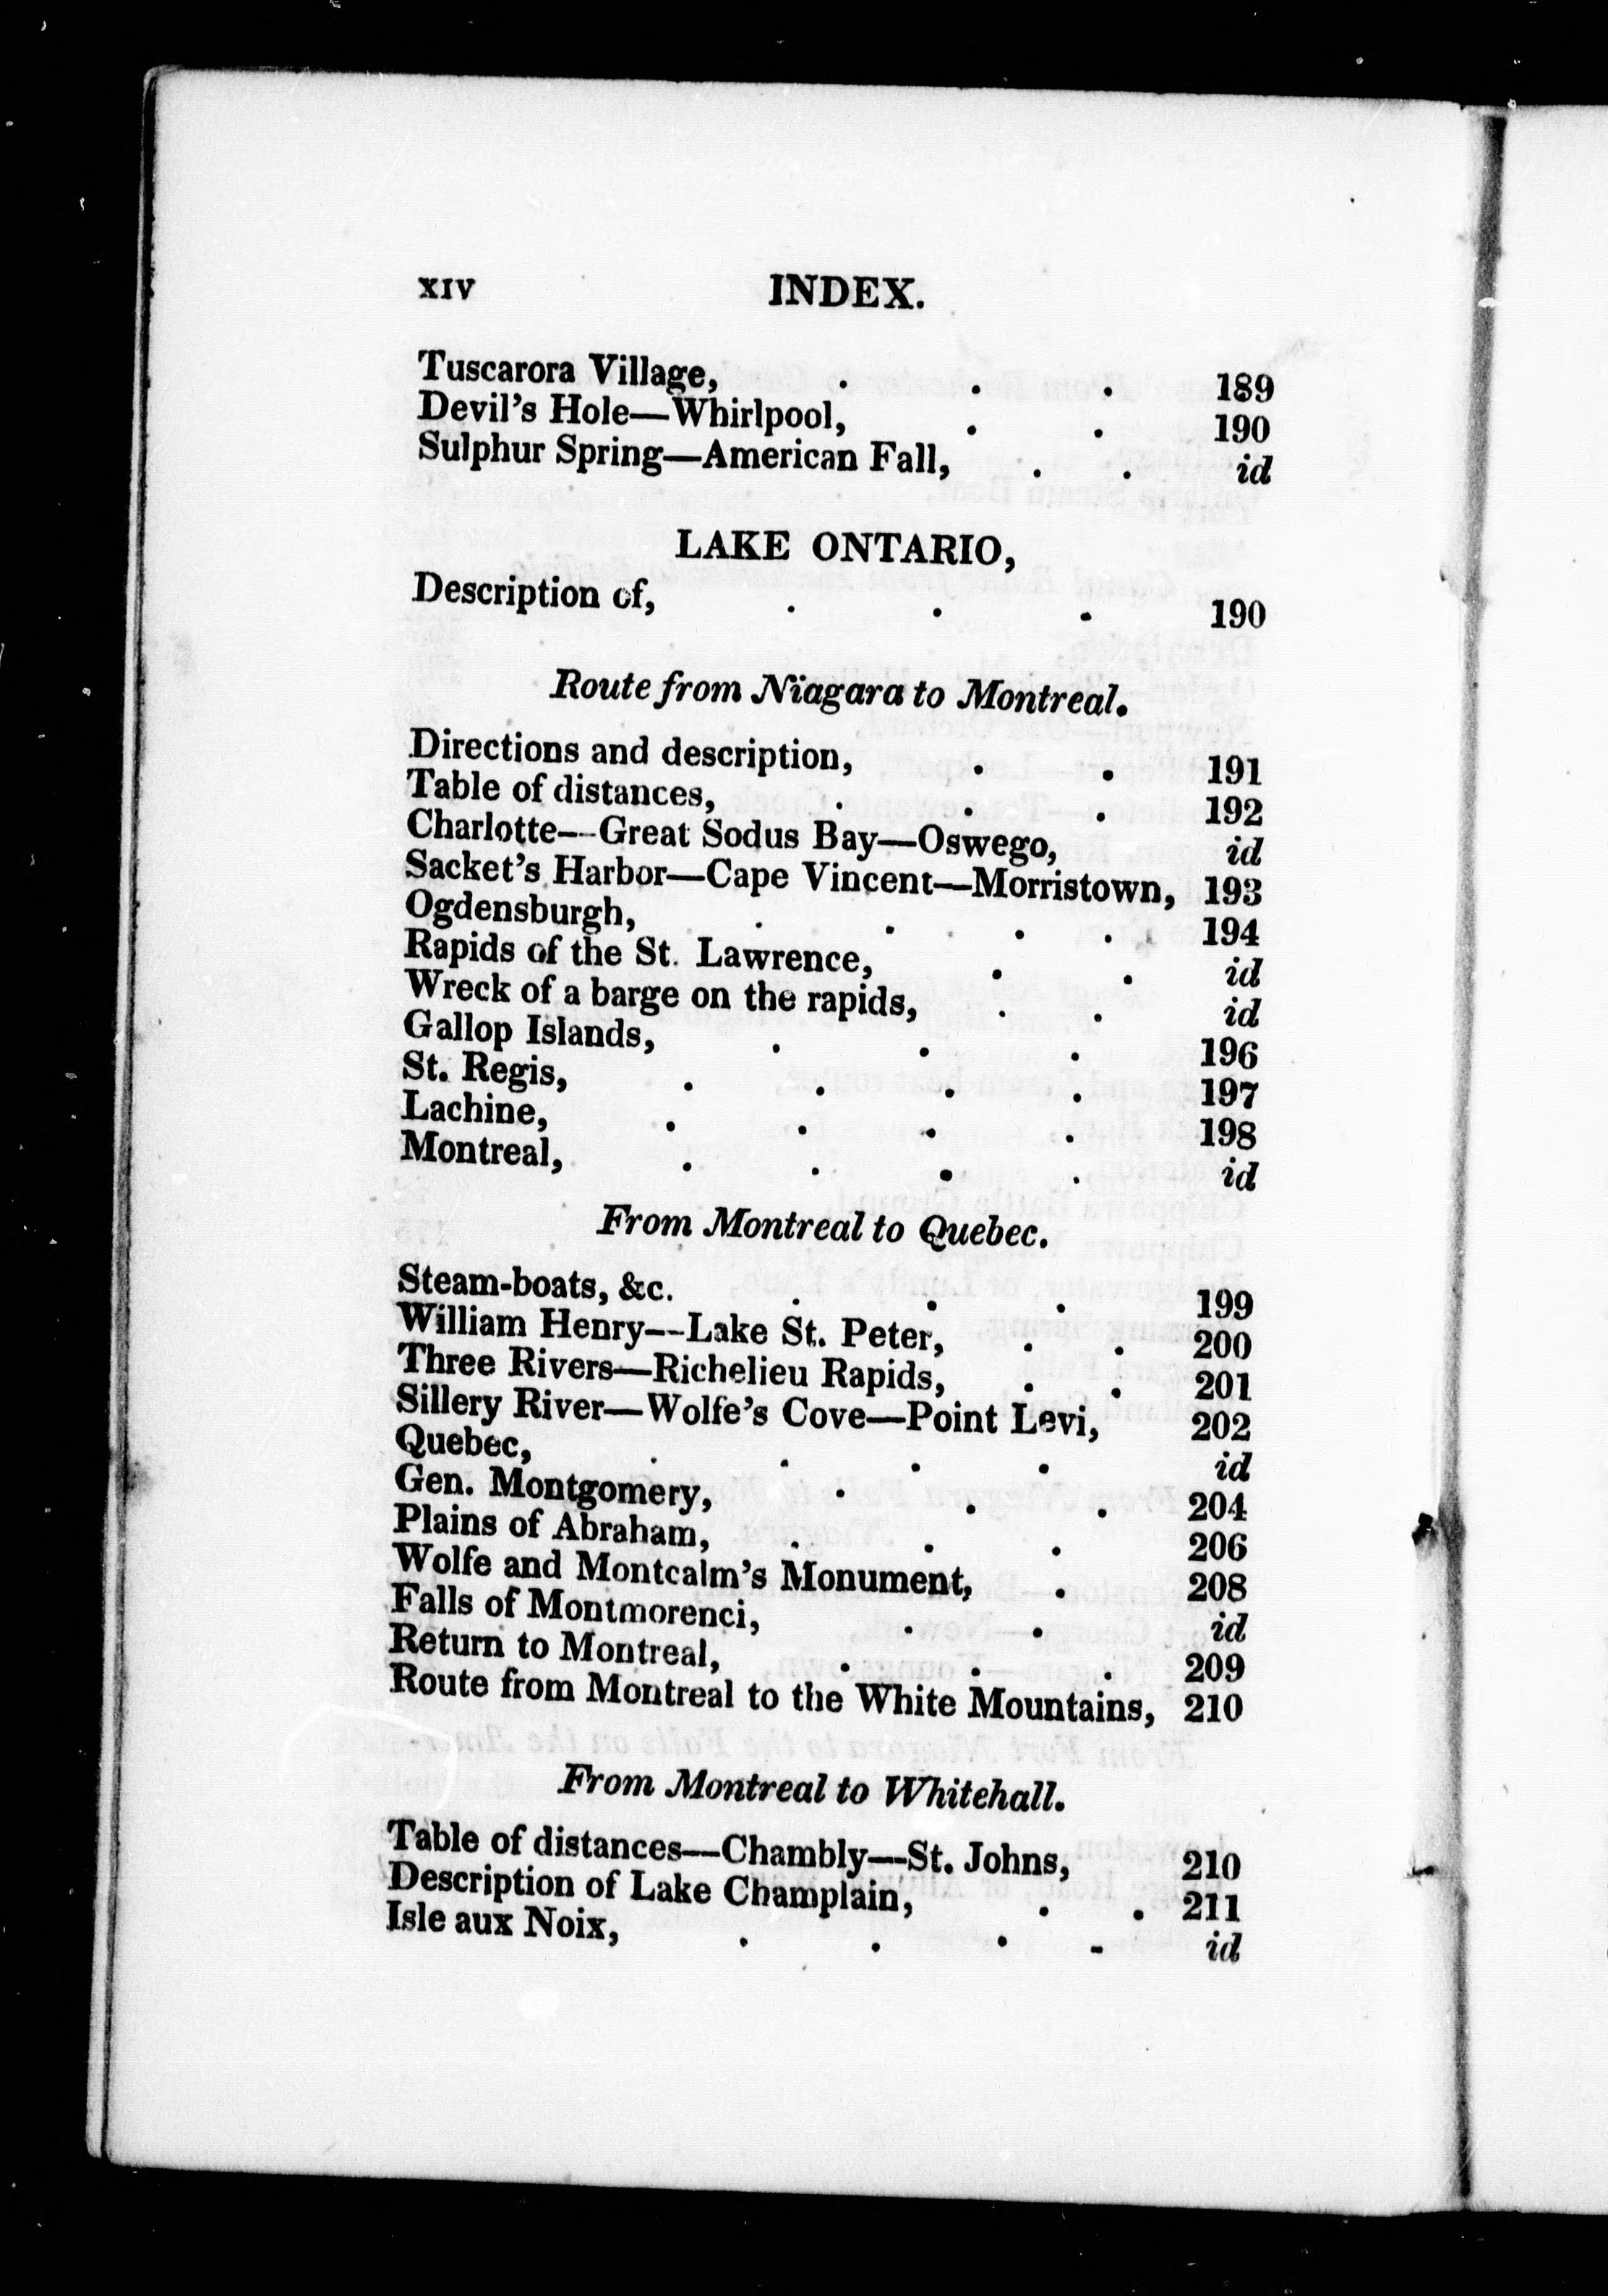 XIV INDEX.
Tuscarora Village, . . . 189
Devil's Hole—Whirlpool, . . 190
Sulphur Spring—American Fall, . . id
LAKE ONTARIO,
Description of, . . . 190
Route from Niagara to Montreal.
Directions and description, . . 191
Table of distances, . . . 192
Charlotte—Great Sodus Bay—Oswego, id
Sacket's Harbor—Cape Vincent—Morristown, 193
Ogdensburgh, . . . . 194
Rapids of the St. Lawrence, . . id
Wreck of a barge on the rapids, . . id
Gallop Islands, . . . 196
St. Regis, . . . . 197
Lachine, . . . . 198
Montreal, . . . . id
From Montreal to Quebec.
Steam-boats, &c. . . . 199
William Henry—Lake St. Peter, . . 200
Three Rivers—Richelieu Rapids, . . 201
Sillery River—Wolfe's Cove—Point Levi, 202
Quebec, . . . . id
Gen. Montgomery, . . . 204
Plains of Abraham, . . . 206
Wolfe and Montcalm's Monument, . 208
Falls of Montmorenci, . . id
Return to Montreal, . . . 209
Route from Montreal to the White Mountains, 210
From Montreal to Whitehall.
Table of distances—Chambly—St. Johns, 210
Description of Lake Champlain, . . 211
Isle aux Noix, . . . - id